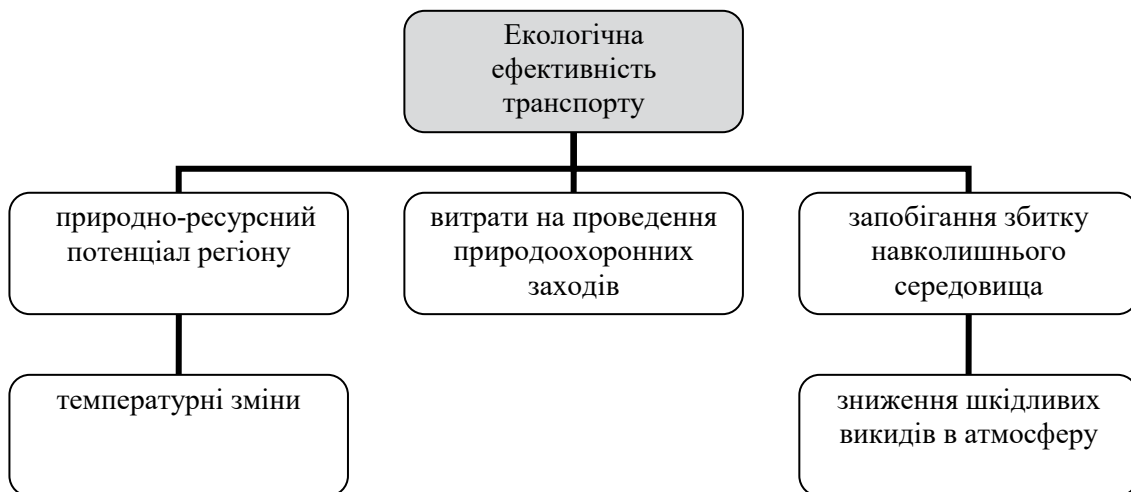 Екологічна
ефективність
транспорту
природно-ресурсний
потенціал регіону
витрати на проведення
природоохоронних
заходів
запобігання збитку
навколишнього
середовища
температурні зміни
зниження шкідливих
викидів в атмосферу